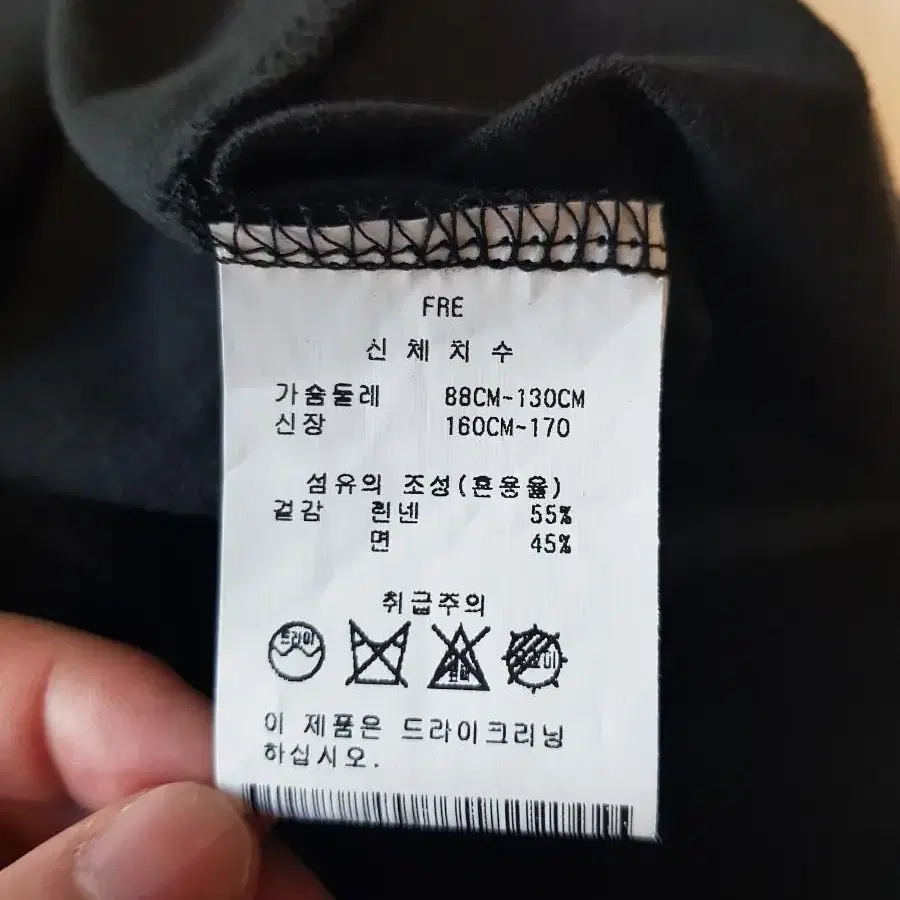 FRE
신 체 치 수
가슴둘레 88CM~130CM
신장 160CM~170
섬유의 조성(혼용율)
겉감 린넨 55%
면 45%
취급주의
드라이
이 제품은 드라이크리닝
하십시오.